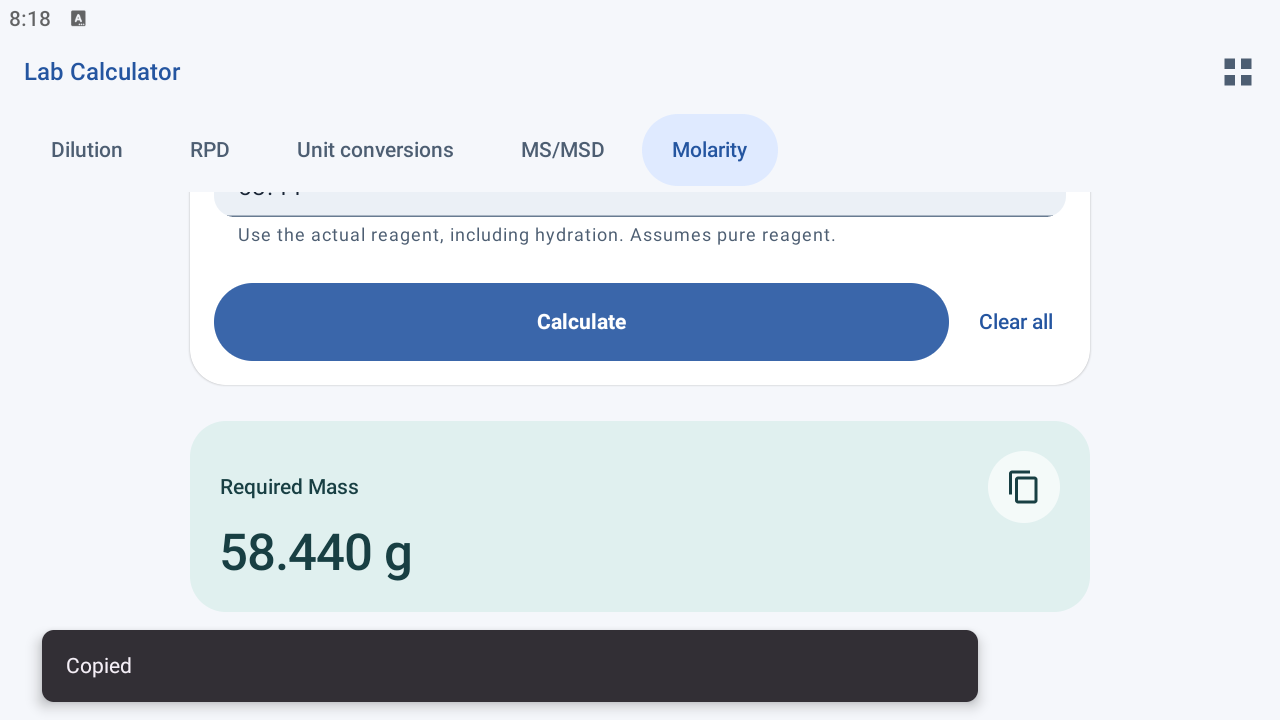 8:18
Lab Calculator
Dilution RPD Unit conversions MS/MSD Molarity
Use the actual reagent, including hydration. Assumes pure reagent.
Calculate Clear all
Required Mass
58.440 g
Copied